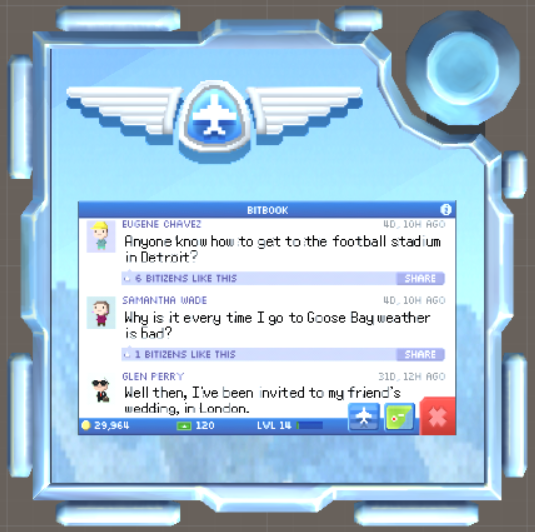 BITBOOK
EUGENE CHAVEZ 4D, 10H AGO
Anyone know how to get to the football stadium
in Detroit?
6 BITIZENS LIKE THIS SHARE
SAMANTHA WADE 4D, 10H AGO
Why is it every time I go to Goose Bay weather
is bad?
1 BITIZENS LIKE THIS SHARE
GLEN PERRY 31D, 12H AGO
Well then, I've been invited to my friend's
wedding, in London.
29,964 120 LVL 14